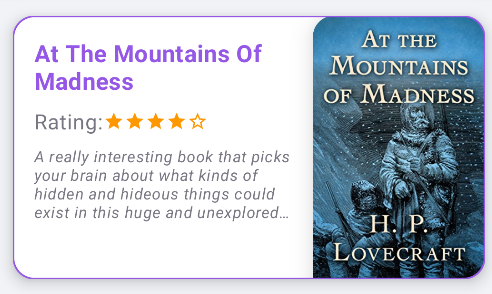 At The Mountains Of
Madness
Rating:
A really interesting book that picks
your brain about what kinds of
hidden and hideous things could
exist in this huge and unexplored…
At the
Mountains
of Madness
H. P.
Lovecraft